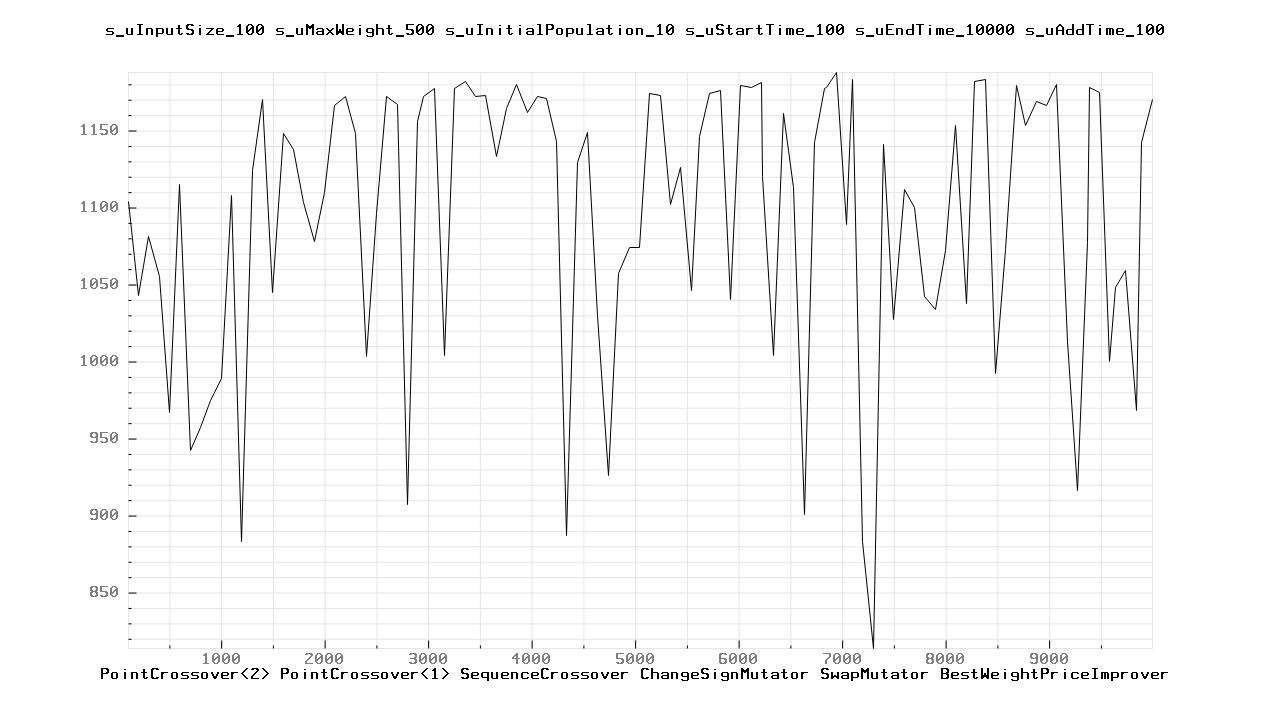 s_uInputSize_100 s_uMaxWeight_500 s_uInitialPopulation_10 s_uStartTime_100 s_uEndTime_10000 s_uAddTime_100
1150
1100
1050
1000
950
900
850
1000 2000 3000 4000 5000 6000 7000 8000 9000
PointCrossover<2> PointCrossover<1> SequenceCrossover ChangeSignMutator SwapMutator BestWeightPriceImprover